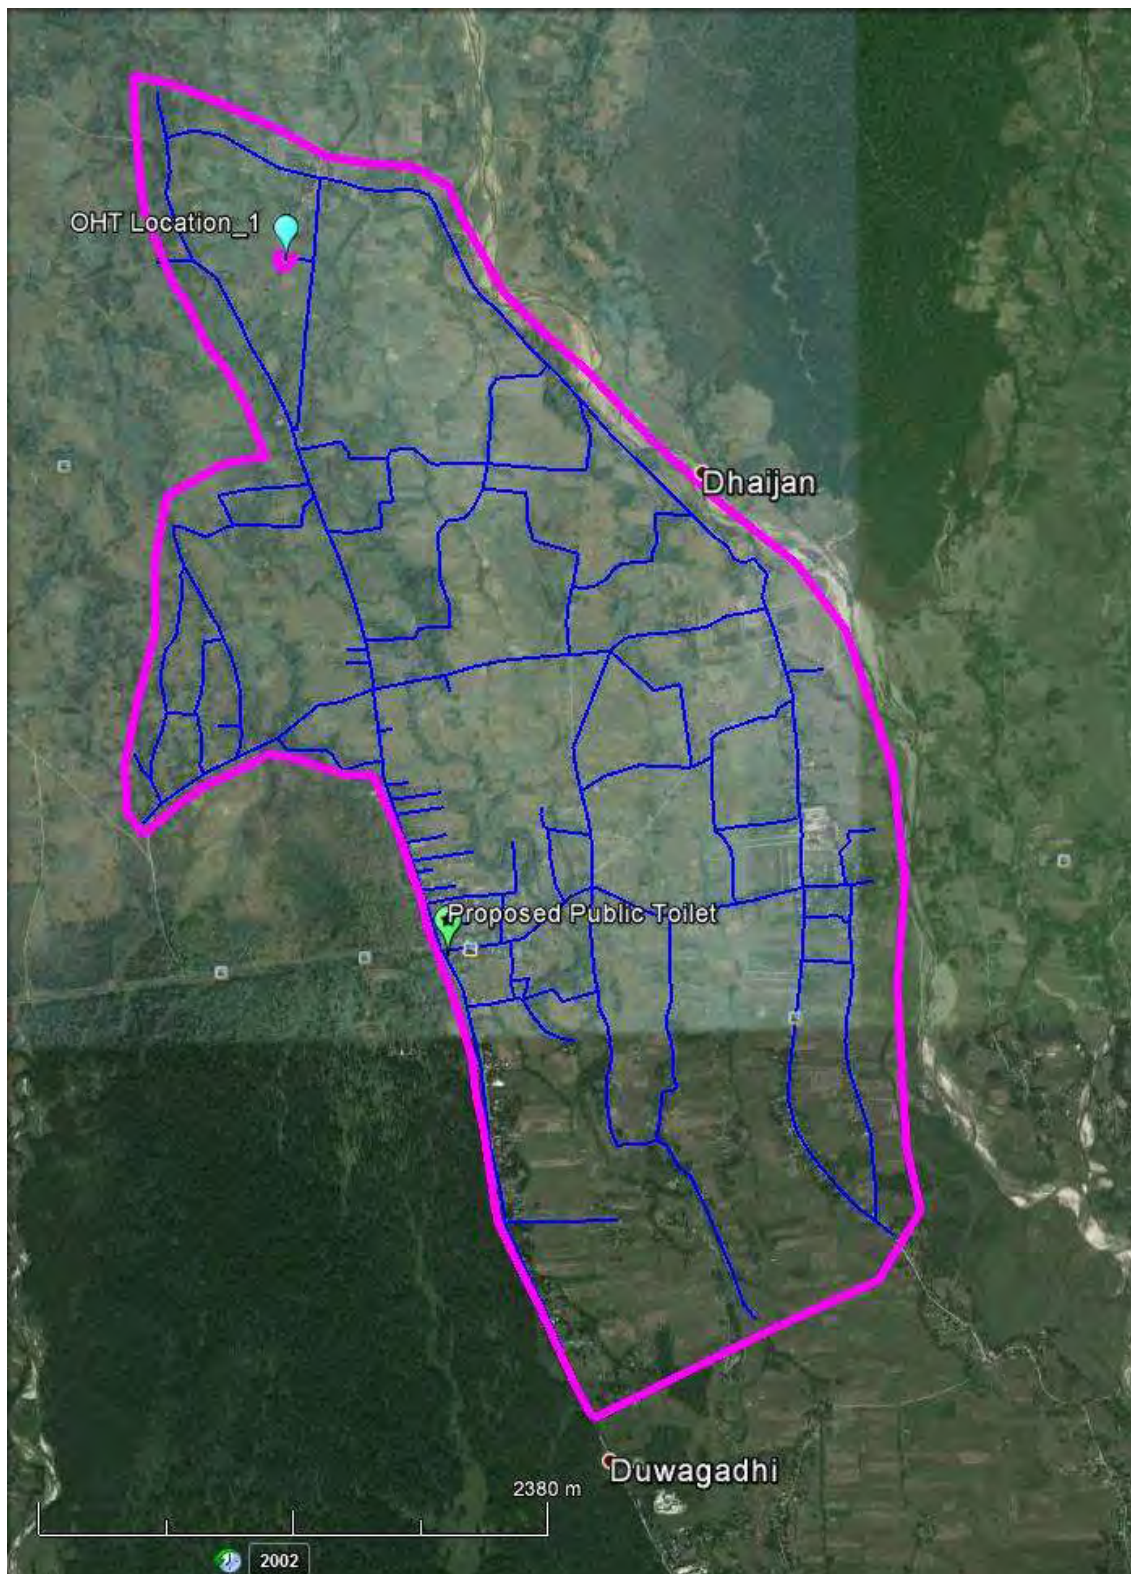 OHT Location_1
Dhaijan
Proposed Public Toilet
Duwagadhi
2380 m
2002